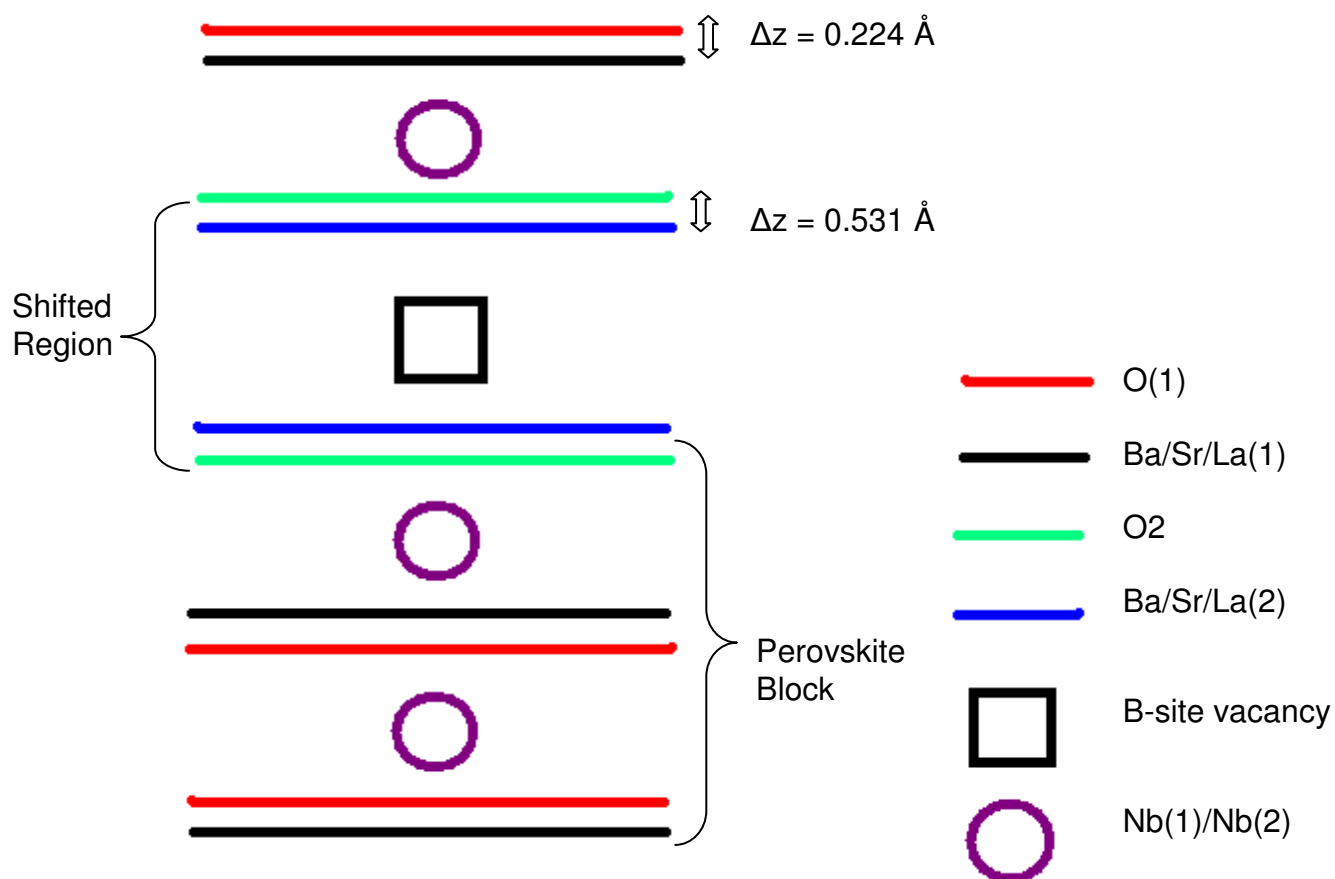 Δz = 0.224 Å
Δz = 0.531 Å
Shifted
Region
O(1)
Ba/Sr/La(1)
O2
Ba/Sr/La(2)
Perovskite
Block
B-site vacancy
Nb(1)/Nb(2)